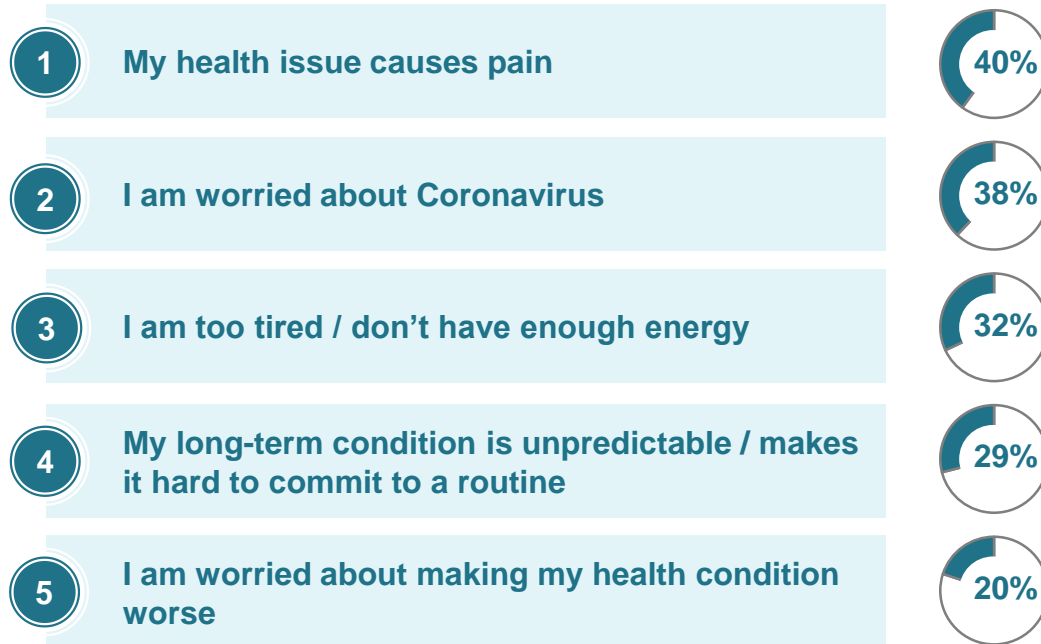 1
My health issue causes pain
40%
2
I am worried about Coronavirus
38%
3
I am too tired / don’t have enough energy
32%
4
My long-term condition is unpredictable / makes
it hard to commit to a routine
29%
5
I am worried about making my health condition
worse
20%